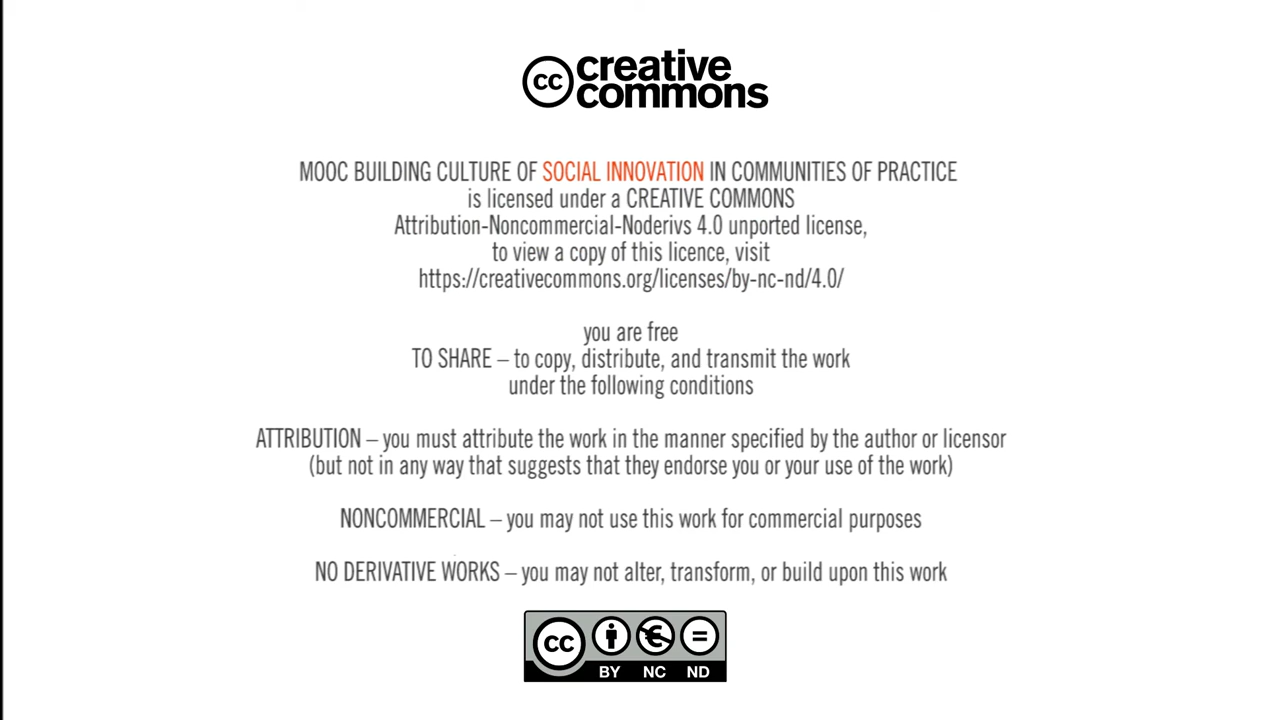 cc creative
commons
MOOC BUILDING CULTURE OF SOCIAL INNOVATION IN COMMUNITIES OF PRACTICE
is licensed under a CREATIVE COMMONS
Attribution-Noncommercial-Noderivs 4.0 unported license,
to view a copy of this licence, visit
https://creativecommons.org/licenses/by-nc-nd/4.0/
you are free
TO SHARE – to copy, distribute, and transmit the work
under the following conditions
ATTRIBUTION – you must attribute the work in the manner specified by the author or licensor
(but not in any way that suggests that they endorse you or your use of the work)
NONCOMMERCIAL – you may not use this work for commercial purposes
NO DERIVATIVE WORKS – you may not alter, transform, or build upon this work
cc € =
BY NC ND